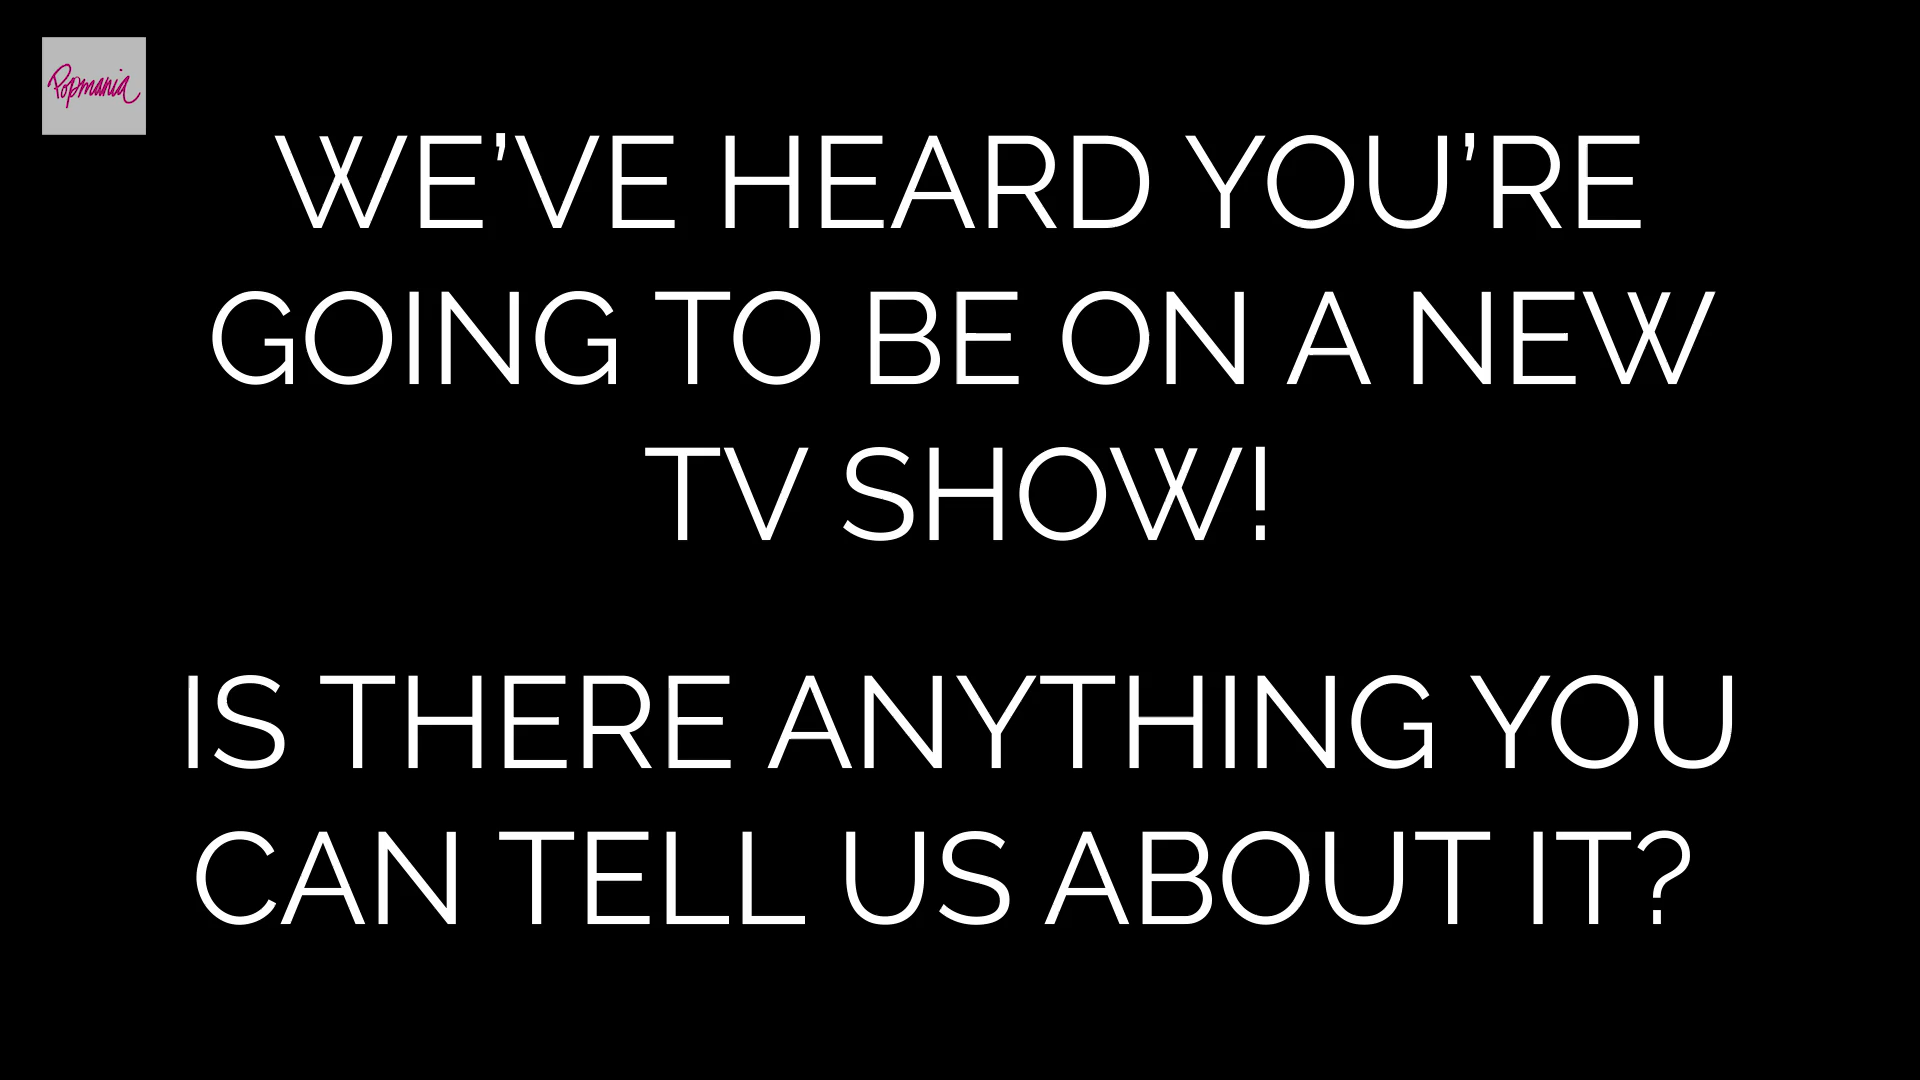 Popmania
WE’VE HEARD YOU’RE
GOING TO BE ON A NEW
TV SHOW!
IS THERE ANYTHING YOU
CAN TELL US ABOUT IT?